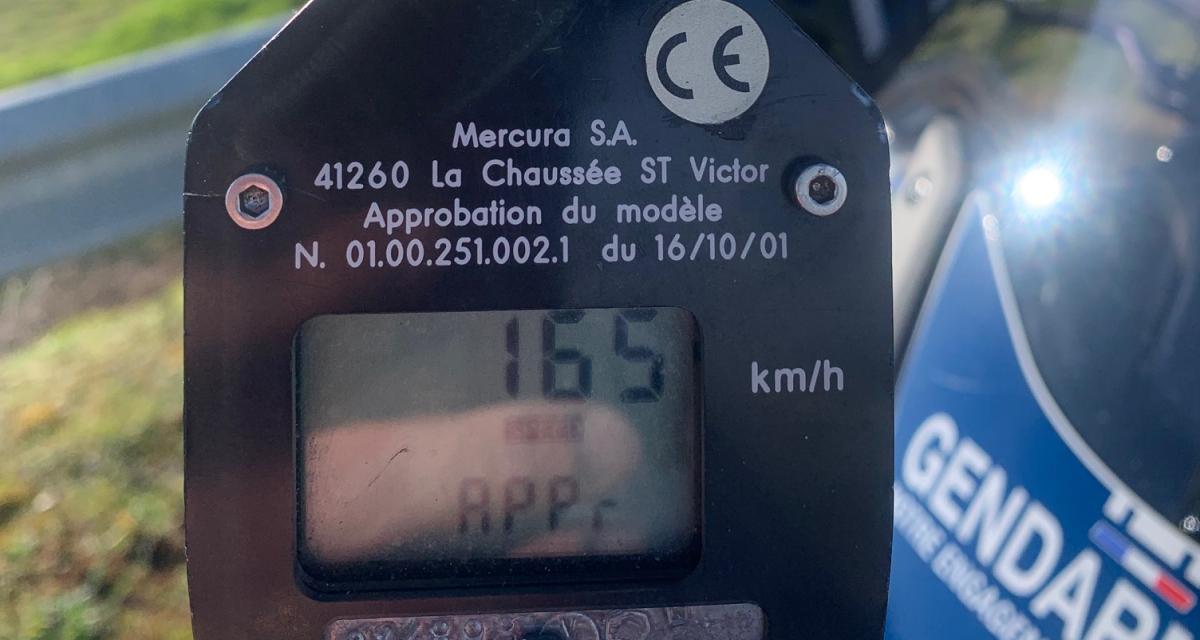 CE
Mercura S.A.
41260 La Chaussée ST Victor
Approbation du modèle
N. 01.00.251.002.1 du 16/10/01
165
km/h
APPr
GENDAR